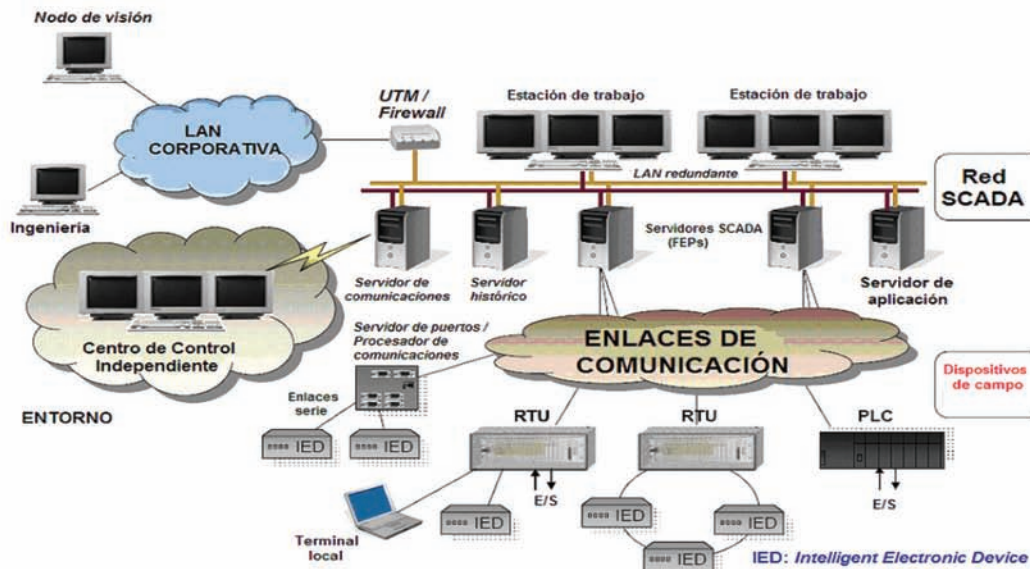 Nodo de visión
LAN
CORPORATIVA
UTM /
Firewall
Estación de trabajo
Estación de trabajo
LAN redundante
Red
SCADA
Ingeniería
Servidor de
comunicaciones
Servidor
histórico
Servidores SCADA
(FEPs)
Servidor de
aplicación
Centro de Control
Independiente
Servidor de puertos /
Procesador de
comunicaciones
ENLACES DE
COMUNICACIÓN
Dispositivos
de campo
ENTORNO
Enlaces
serie
IED
IED
RTU
RTU
PLC
E/S
E/S
Terminal
local
IED
IED
IED
IED
IED: Intelligent Electronic Device